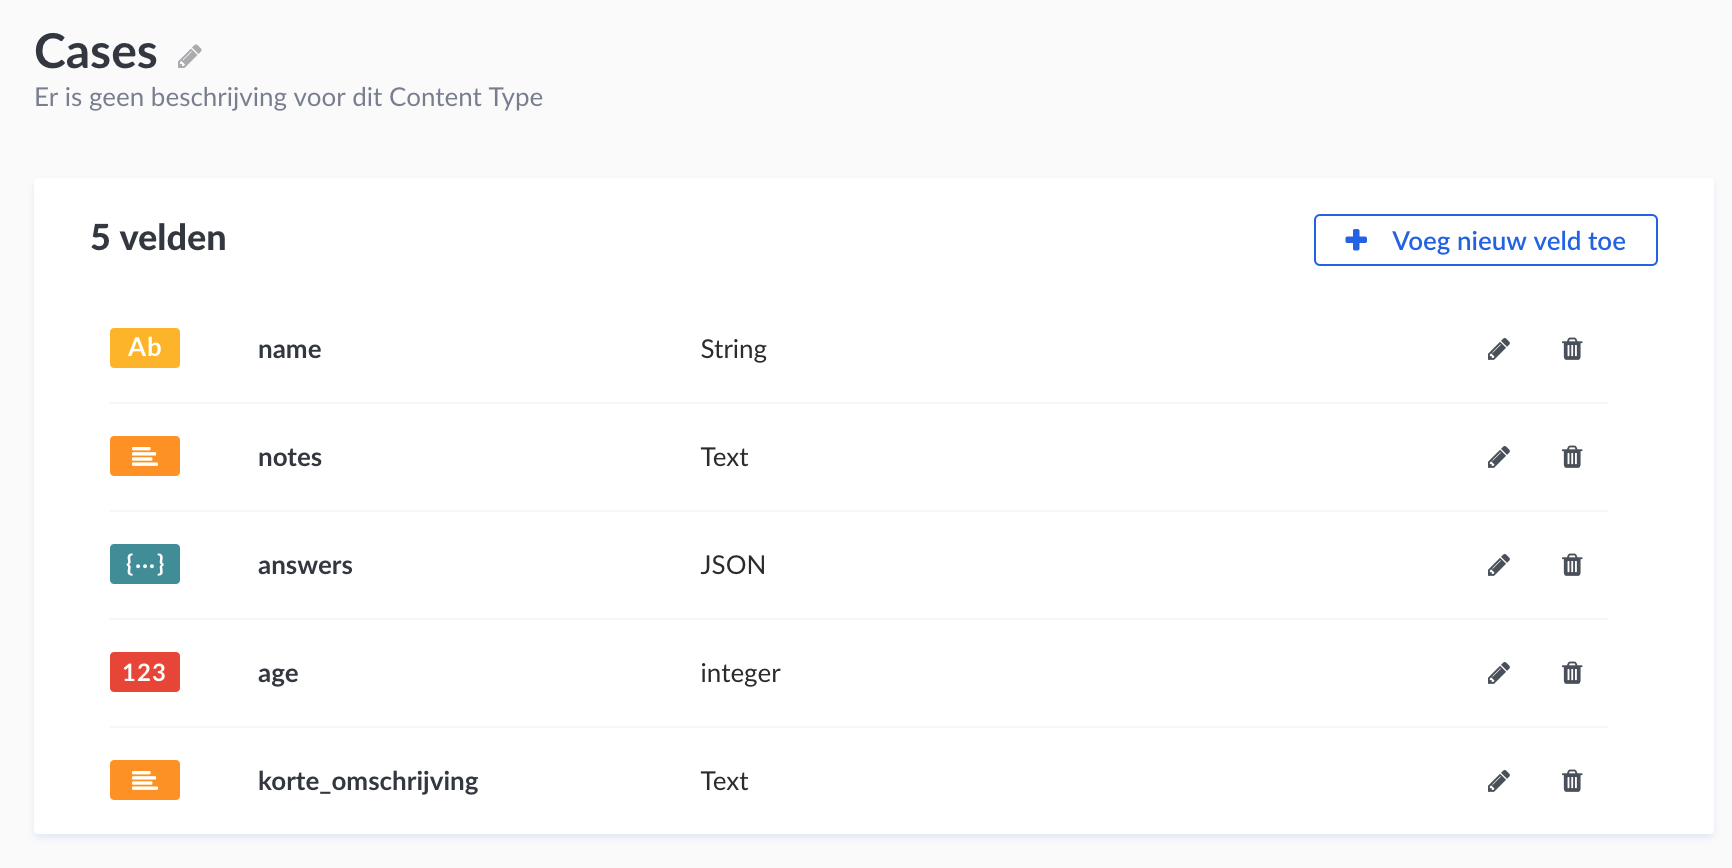 Cases
Er is geen beschrijving voor dit Content Type
5 velden
Voeg nieuw veld toe
Ab name String
notes Text
{...} answers JSON
123 age integer
korte_omschrijving Text